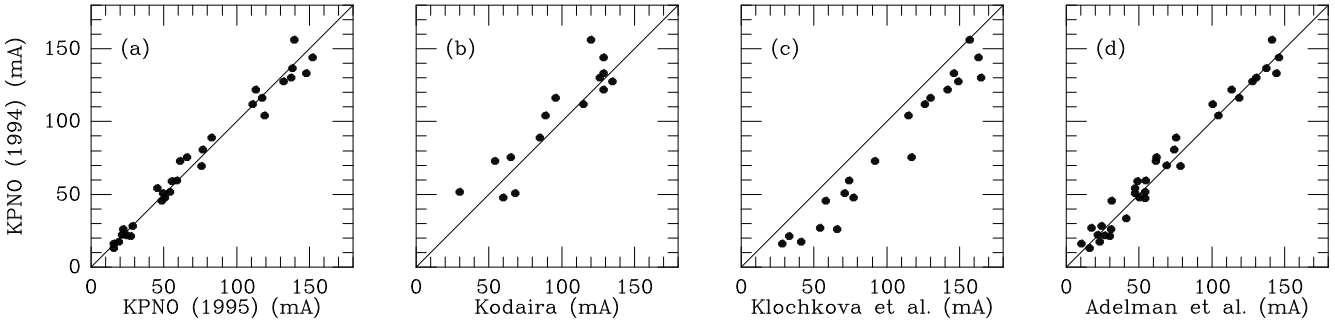 150
100
50
0
KPNO (1994) (mA)
(a)
0 50 100 150
KPNO (1995) (mA)
(b)
0 50 100 150
Kodaira (mA)
(c)
0 50 100 150
Klochkova et al. (mA)
(d)
0 50 100 150
Adelman et al. (mA)